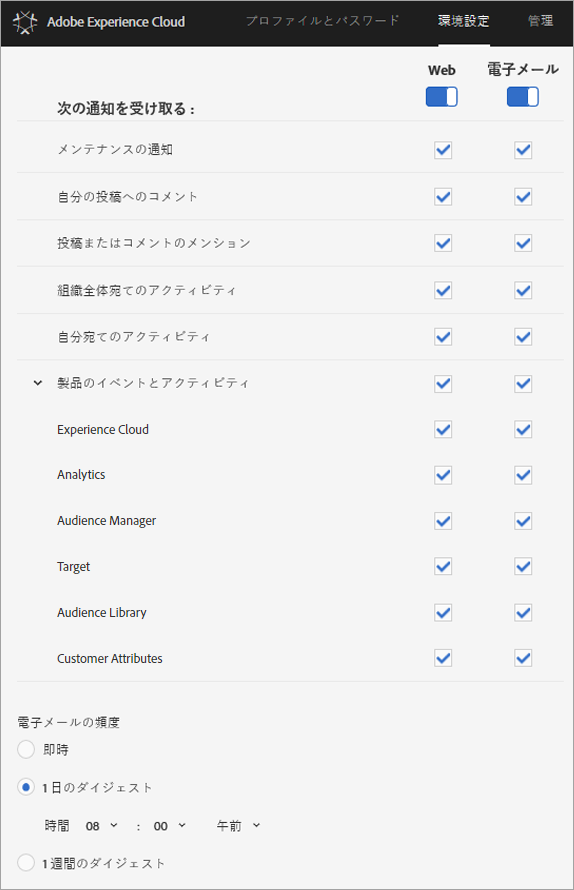 Adobe Experience Cloud プロファイルとパスワード 環境設定 管理
Web 電子メール
次の通知を受け取る :
メンテナンスの通知
自分の投稿へのコメント
投稿またはコメントのメンション
組織全体宛てのアクティビティ
自分宛てのアクティビティ
製品のイベントとアクティビティ
Experience Cloud
Analytics
Audience Manager
Target
Audience Library
Customer Attributes
電子メールの頻度
即時
1 日のダイジェスト
時間 08 : 00 午前
1 週間のダイジェスト